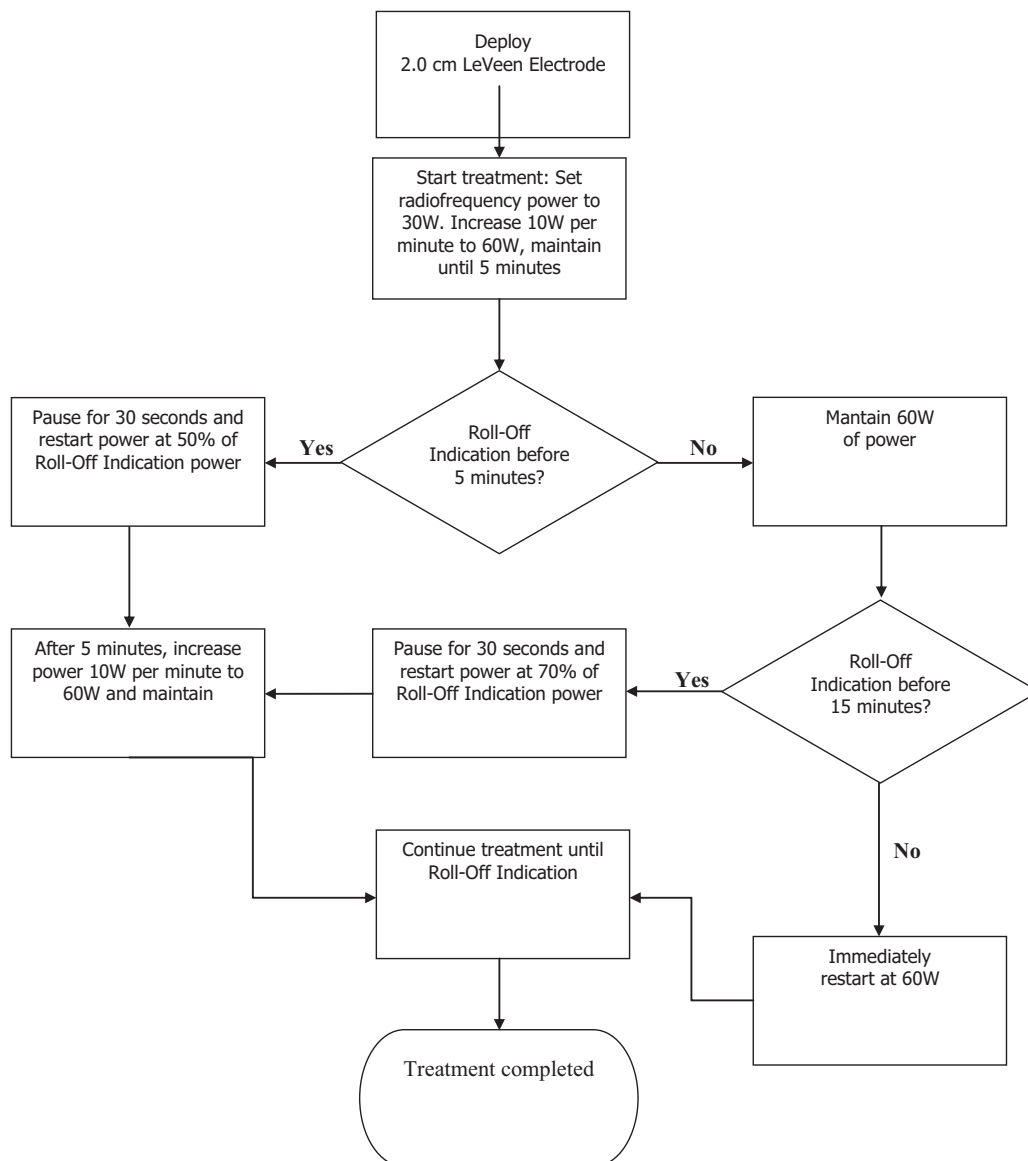 Deploy
2.0 cm LeVeen Electrode
Start treatment: Set
radiofrequency power to
30W. Increase 10W per
minute to 60W, maintain
until 5 minutes
Pause for 30 seconds and
restart power at 50% of
Roll-Off Indication power
Yes
Roll-Off
Indication before
5 minutes?
No
Mantain 60W
of power
After 5 minutes, increase
power 10W per minute to
60W and maintain
Pause for 30 seconds and
restart power at 70% of
Roll-Off Indication power
Yes
Roll-Off
Indication before
15 minutes?
No
Continue treatment until
Roll-Off Indication
Immediately
restart at 60W
Treatment completed